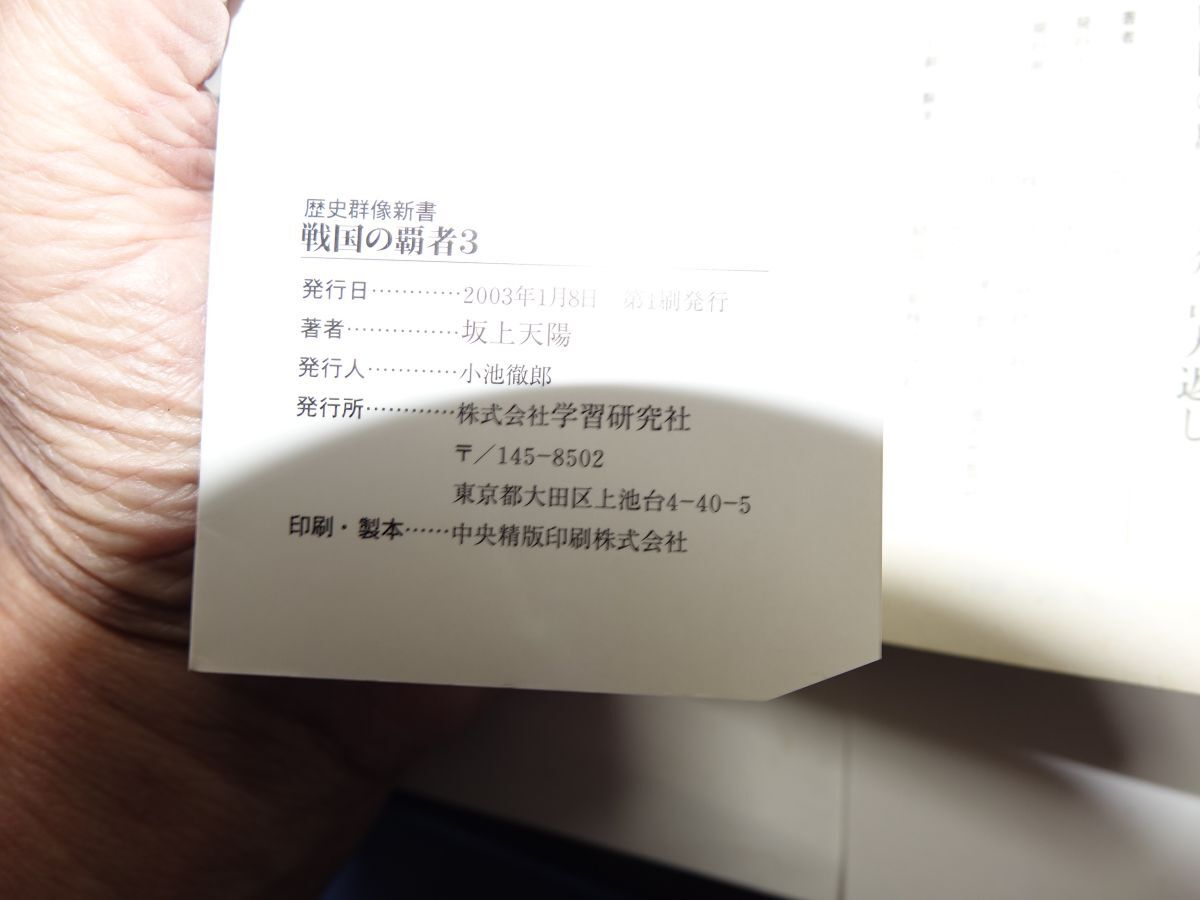 歴史群像新書
戦国の覇者3
発行日…………2003年1月8日　第1刷発行
著者……………坂上天陽
発行人…………小池徹郎
発行所…………株式会社学習研究社
〒／145-8502
東京都大田区上池台4-40-5
印刷・製本……中央精版印刷株式会社
著者
返し